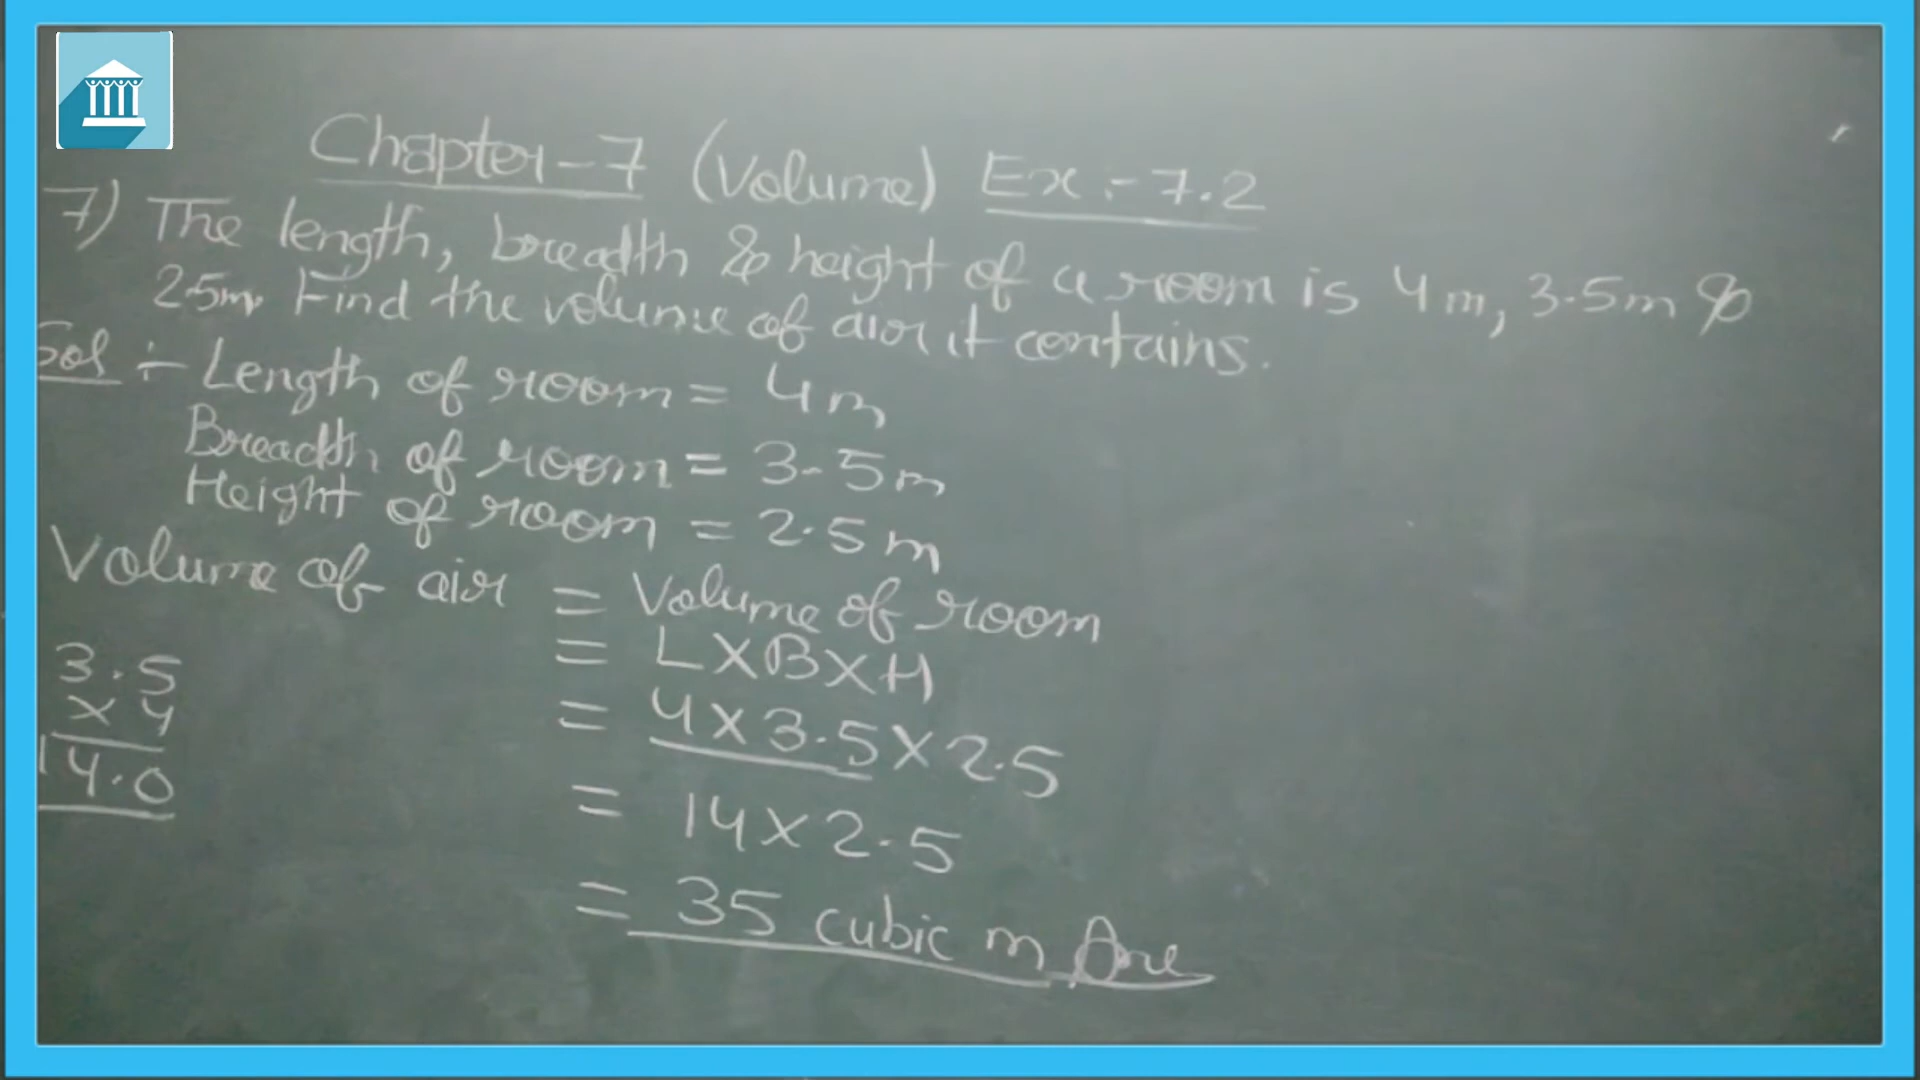 Chapter-7 (Volume) Ex:-7.2
7) The length, breadth & height of a room is 4m, 3.5m &
2.5m. Find the volume of air it contains.
Sol :- Length of room = 4m
Breadth of room = 3.5m
Height of room = 2.5m
Volume of air = Volume of room
= L×B×H
= 4×3.5×2.5
= 14×2.5
= 35 cubic m Ans
3.5
×4
14.0